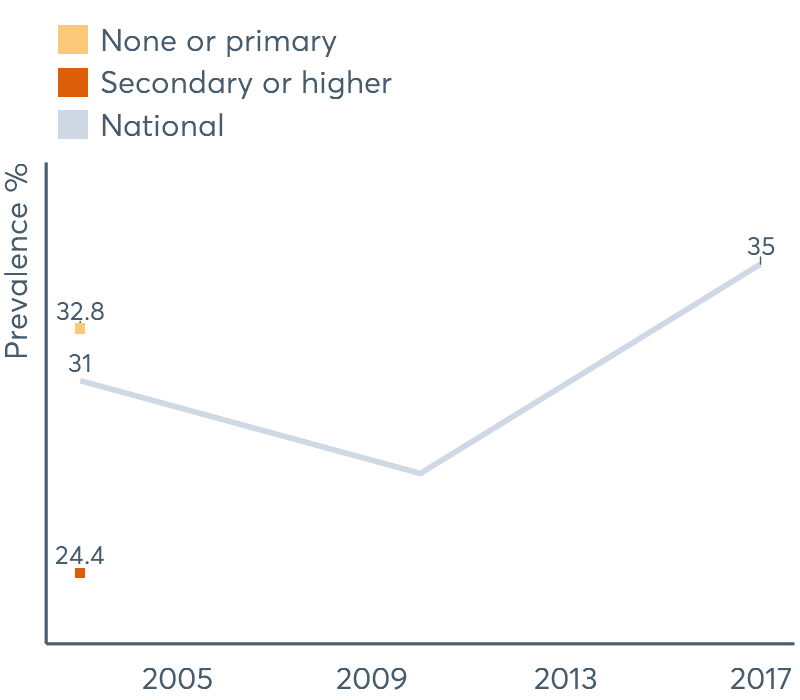 None or primary
Secondary or higher
National
Prevalence %
35
32.8
31
24.4
2005 2009 2013 2017